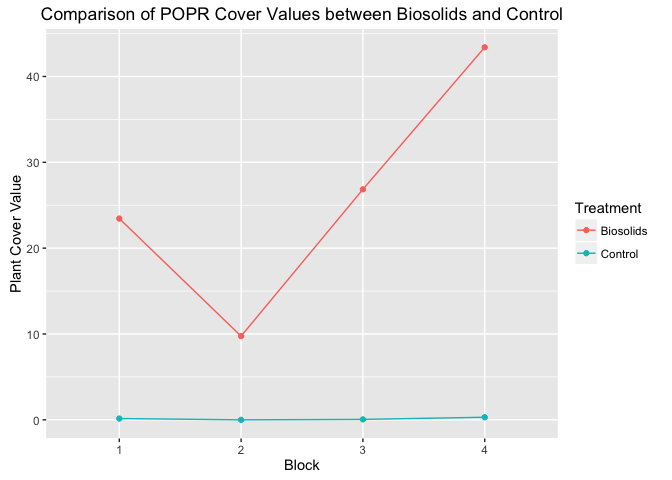 Comparison of POPR Cover Values between Biosolids and Control
Plant Cover Value
40
30
20
10
0
1 2 3 4
Block
Treatment
Biosolids
Control